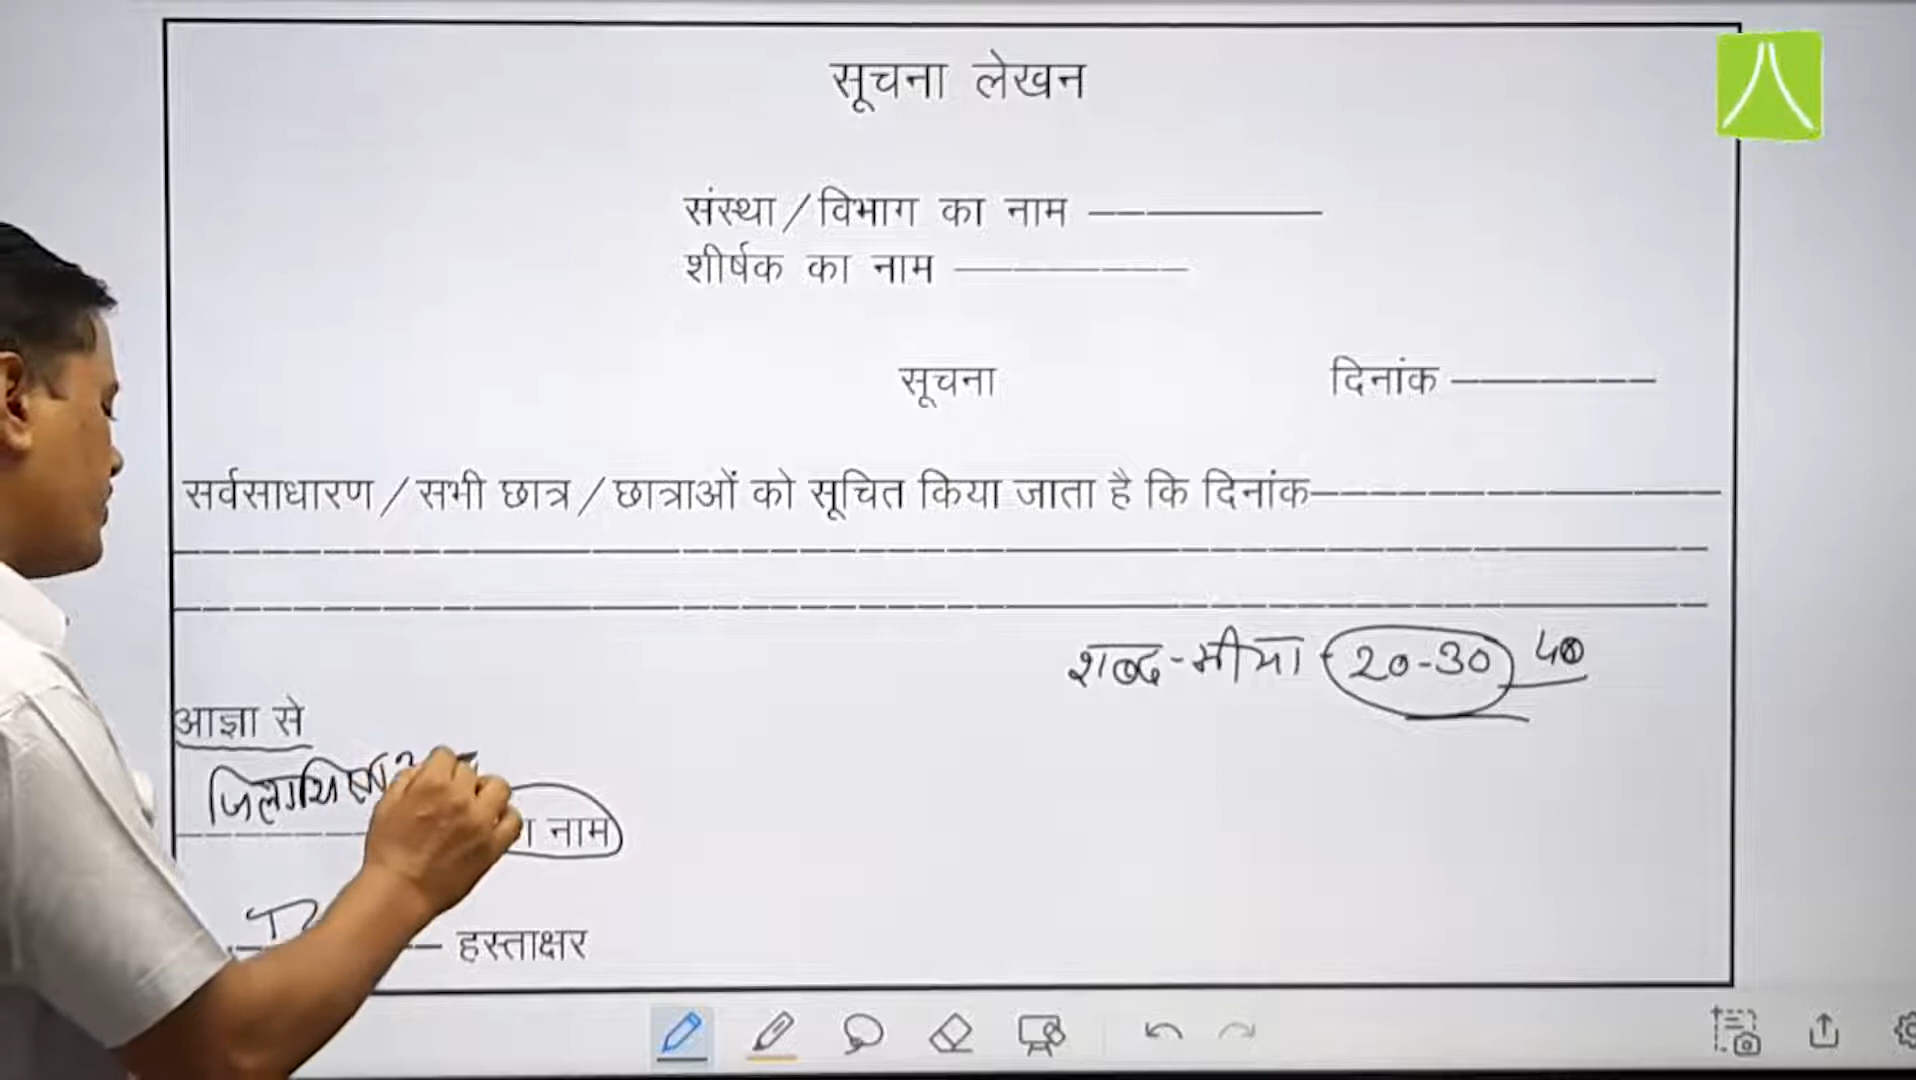 सूचना लेखन
संस्था/विभाग का नाम
शीर्षक का नाम
सूचना दिनांक
सर्वसाधारण/सभी छात्र/छात्राओं को सूचित किया जाता है कि दिनांक
शब्द-सीमा 20-30 40
आज्ञा से
नाम
हस्ताक्षर